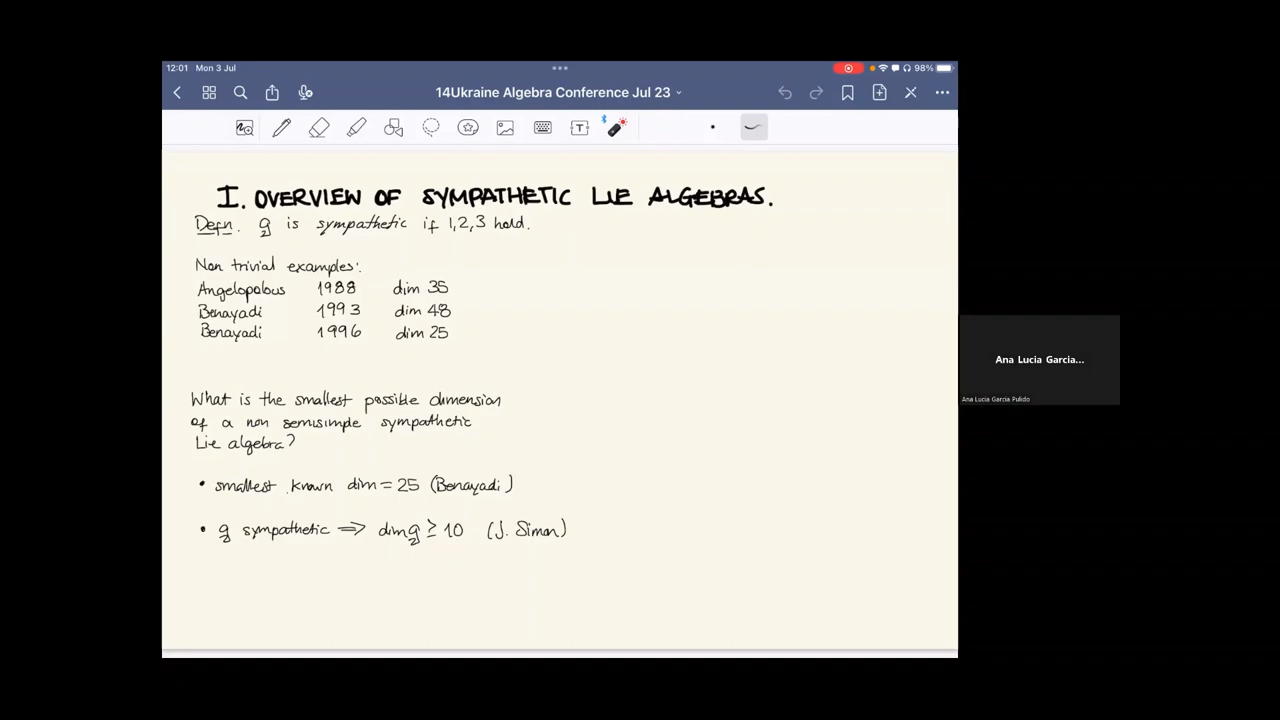 12:01 Mon 3 Jul
98%
14Ukraine Algebra Conference Jul 23
I. OVERVIEW OF SYMPATHETIC LIE ALGEBRAS.
Defn. g is sympathetic if 1,2,3 hold.
Non trivial examples:
Angelopolous 1988 dim 35
Benayadi 1993 dim 48
Benayadi 1996 dim 25
What is the smallest possible dimension
of a non semisimple sympathetic
Lie algebra?
• smallest known dim = 25 (Benayadi)
• g sympathetic ⟹ dim g ≥ 10 (J. Simon)
Ana Lucia Garcia...
Ana Lucia Garcia Pulido